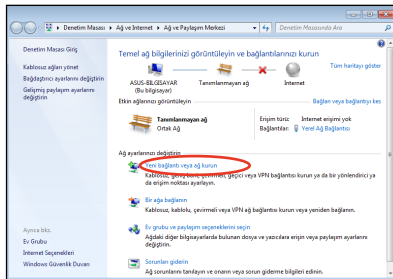 Denetim Masası ▸ Ağ ve Internet ▸ Ağ ve Paylaşım Merkezi
Denetim Masasında Ara
Denetim Masası Giriş
Kablosuz ağları yönet
Bağdaştırıcı ayarlarını değiştirin
Gelişmiş paylaşım ayarlarını
değiştirin
Temel ağ bilgilerinizi görüntüleyin ve bağlantılarınızı kurun
Tüm haritayı göster
ASUS-BILGISAYAR
(Bu bilgisayar)
Tanımlanmayan ağ
Internet
Etkin ağlarınızı görüntüleyin
Bağlan veya bağlantıyı kes
Tanımlanmayan ağ
Ortak Ağ
Erişim türü: Internet erişimi yok
Bağlantılar: Yerel Ağ Bağlantısı
Ağ ayarlarınızı değiştirin
Yeni bağlantı veya ağ kurun
Kablosuz, geniş bant, çevirmeli, geçici veya VPN bağlantısı kurun ya da bir yönlendirici ya
da erişim noktası ayarlayın.
Bir ağa bağlanın
Kablosuz, kablolu, çevirmeli veya VPN ağ bağlantısı kurun veya yeniden bağlanın.
Ev grubu ve paylaşım seçeneklerini seçin
Ağdaki diğer bilgisayarlarda bulunan dosya ve yazıcılara erişin veya paylaşım ayarlarını
değiştirin.
Sorunları giderin
Ağ sorunlarını tanılayın ve onarın veya sorun giderme bilgileri edinin.
Ayrıca bkz.
Ev Grubu
Internet Seçenekleri
Windows Güvenlik Duvarı